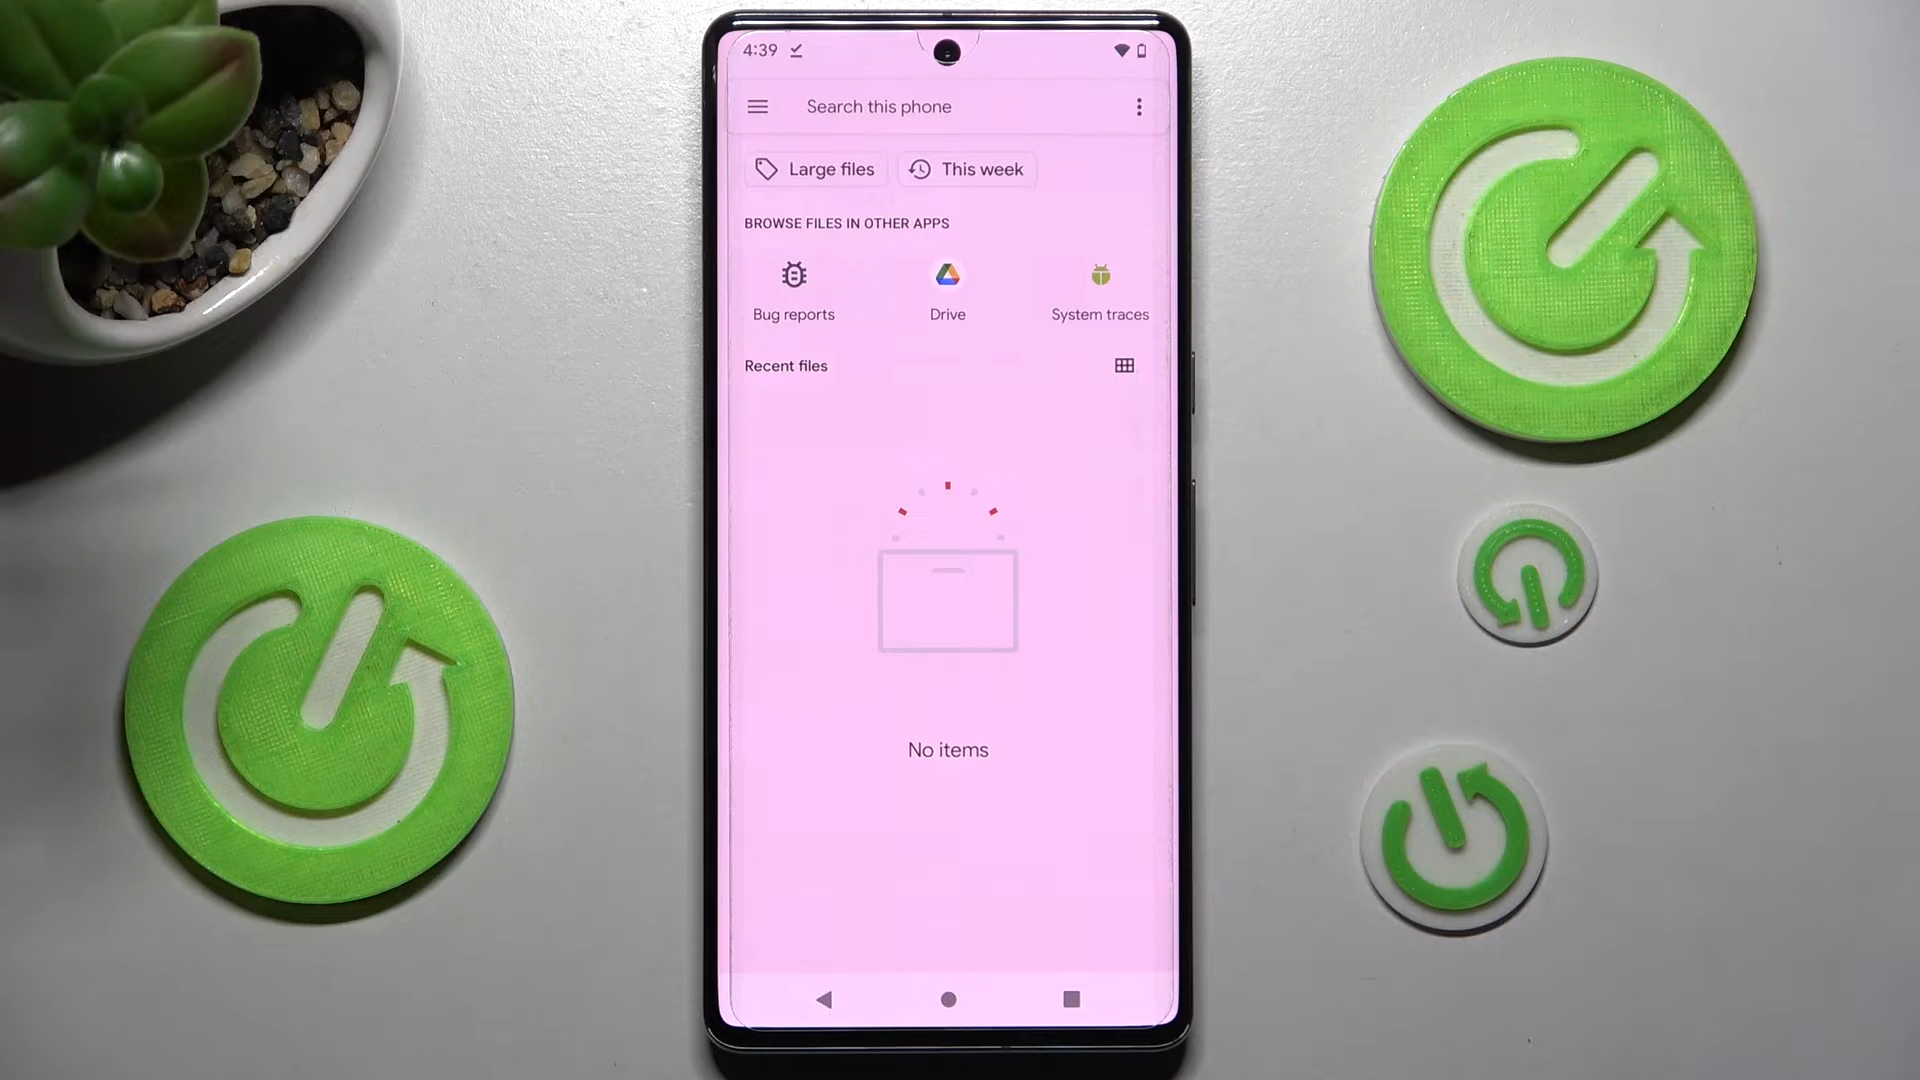 4:39
Search this phone
Large files
This week
BROWSE FILES IN OTHER APPS
Bug reports
Drive
System traces
Recent files
No items